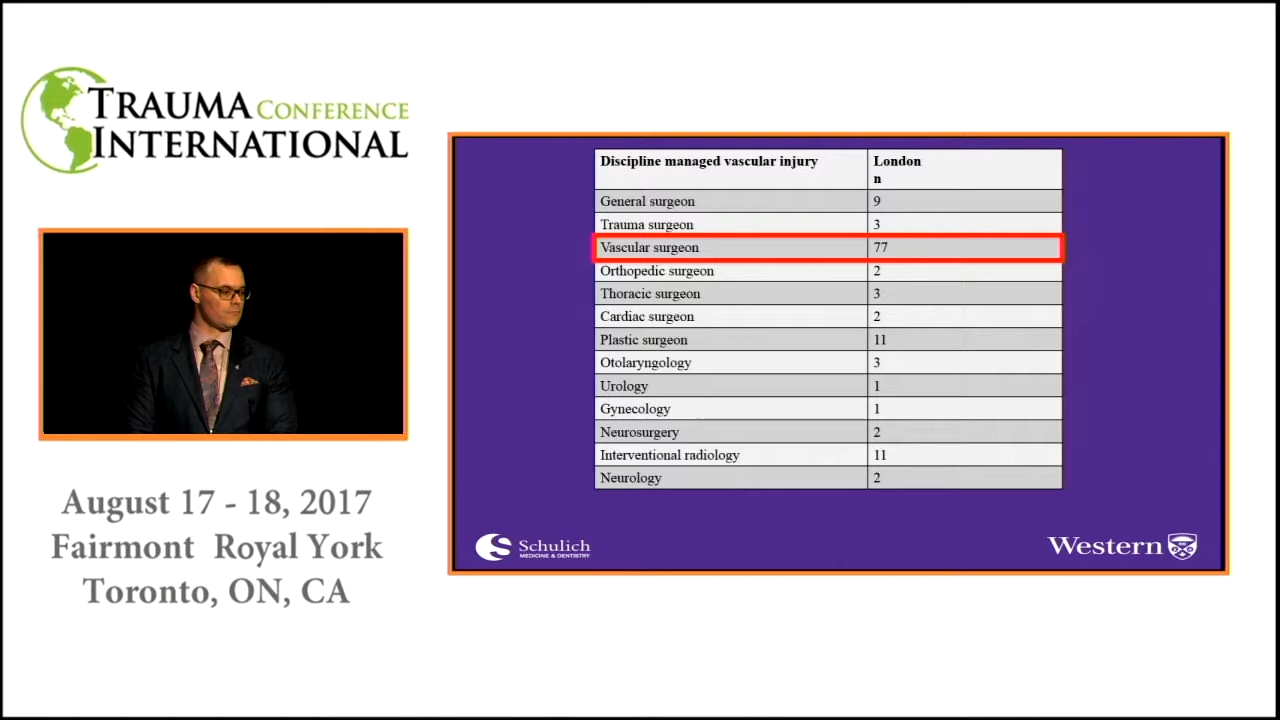 TRAUMA CONFERENCE
INTERNATIONAL
August 17 - 18, 2017
Fairmont Royal York
Toronto, ON, CA
Discipline managed vascular injury London
n
General surgeon 9
Trauma surgeon 3
Vascular surgeon 77
Orthopedic surgeon 2
Thoracic surgeon 3
Cardiac surgeon 2
Plastic surgeon 11
Otolaryngology 3
Urology 1
Gynecology 1
Neurosurgery 2
Interventional radiology 11
Neurology 2
Schulich
MEDICINE & DENTISTRY
Western